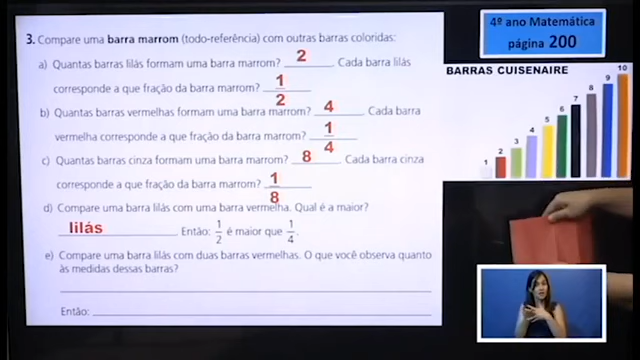 3. Compare uma barra marrom (todo-referência) com outras barras coloridas:
a) Quantas barras lilás formam uma barra marrom? 2 Cada barra lilás
corresponde a que fração da barra marrom? 1/2
b) Quantas barras vermelhas formam uma barra marrom? 4 Cada barra
vermelha corresponde a que fração da barra marrom? 1/4
c) Quantas barras cinza formam uma barra marrom? 8 Cada barra cinza
corresponde a que fração da barra marrom? 1/8
d) Compare uma barra lilás com uma barra vermelha. Qual é a maior?
lilás Então: 1/2 é maior que 1/4.
e) Compare uma barra lilás com duas barras vermelhas. O que você observa quanto
às medidas dessas barras?
Então:
4º ano Matemática
página 200
BARRAS CUISENAIRE
1 2 3 4 5 6 7 8 9 10